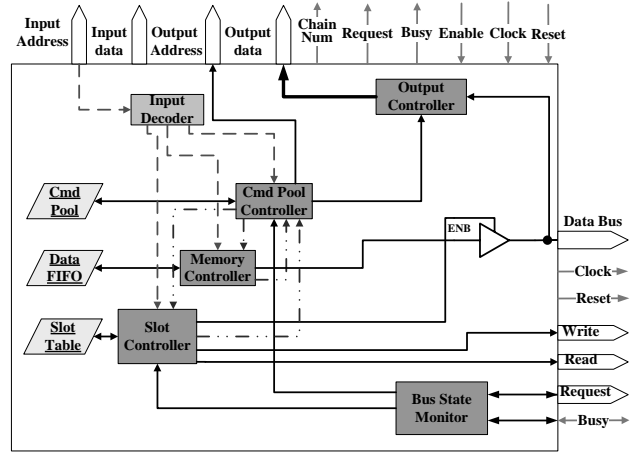 Input
Address
Input
data
Output
Address
Output
data
Chain
Num
Request
Busy
Enable
Clock
Reset
Input
Decoder
Output
Controller
Cmd
Pool
Cmd Pool
Controller
Data Bus
ENB
Data
FIFO
Memory
Controller
Clock
Reset
Slot
Table
Slot
Controller
Write
Read
Bus State
Monitor
Request
Busy